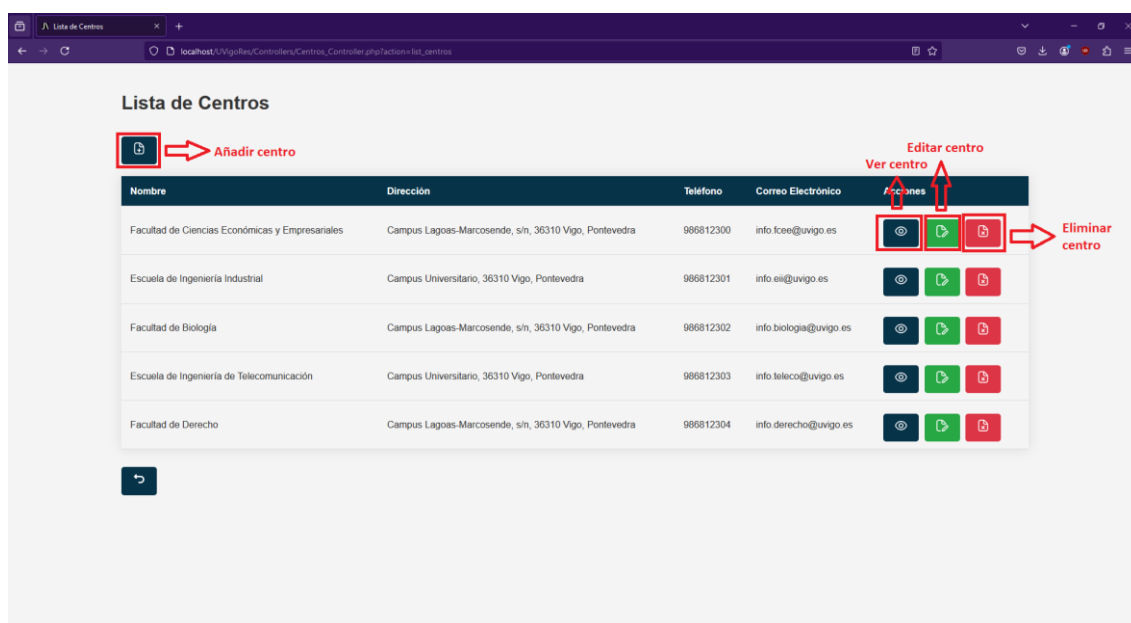 Lista de Centros
localhost/UVigoRes/Controllers/Centros_Controller.php?action=list_centros
Lista de Centros
Añadir centro
Editar centro
Ver centro
Nombre Dirección Teléfono Correo Electrónico Acciones
Facultad de Ciencias Económicas y Empresariales Campus Lagoas-Marcosende, s/n, 36310 Vigo, Pontevedra 986812300 info.fcee@uvigo.es
Eliminar
centro
Escuela de Ingeniería Industrial Campus Universitario, 36310 Vigo, Pontevedra 986812301 info.eii@uvigo.es
Facultad de Biología Campus Lagoas-Marcosende, s/n, 36310 Vigo, Pontevedra 986812302 info.biologia@uvigo.es
Escuela de Ingeniería de Telecomunicación Campus Universitario, 36310 Vigo, Pontevedra 986812303 info.teleco@uvigo.es
Facultad de Derecho Campus Lagoas-Marcosende, s/n, 36310 Vigo, Pontevedra 986812304 info.derecho@uvigo.es